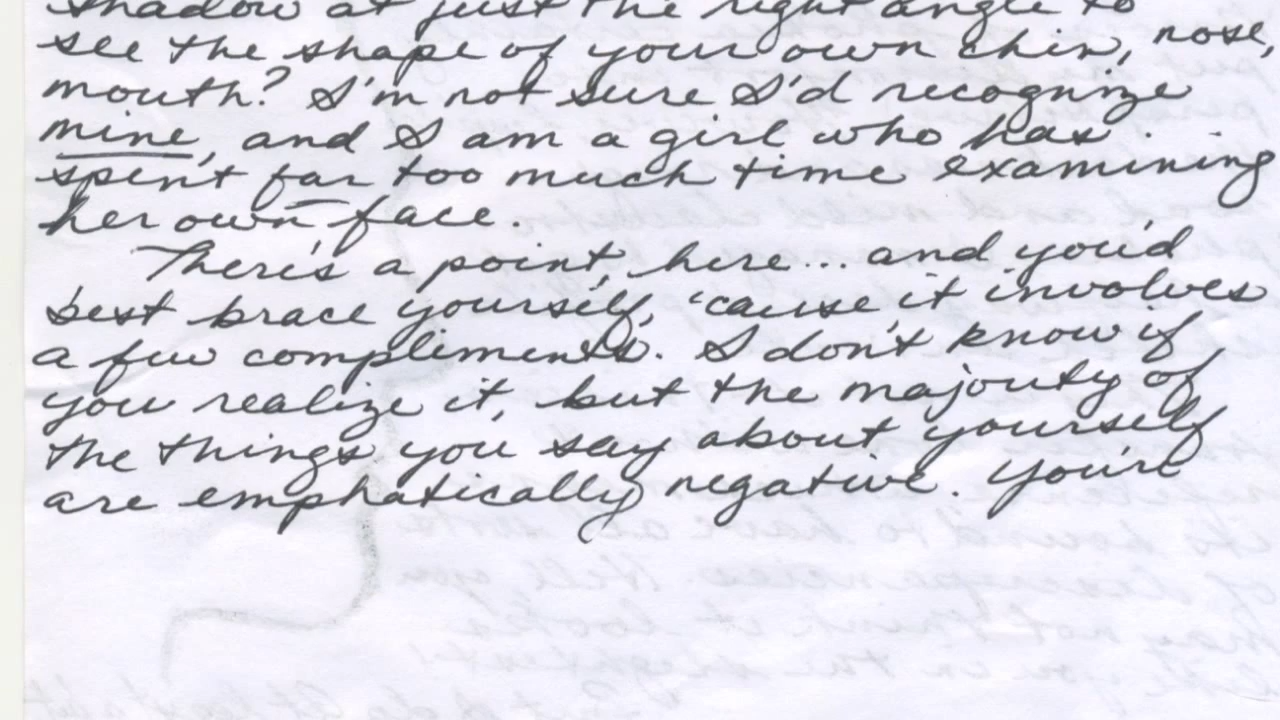 shadow at just the right angle to
see the shape of your own chin, nose,
mouth? I'm not sure I'd recognize
mine, and I am a girl who has
spent far too much time examining
her own face.
There's a point, here... and you'd
best brace yourself, 'cause it involves
a few compliments. I don't know if
you realize it, but the majority of
the things you say about yourself
are emphatically negative. You're